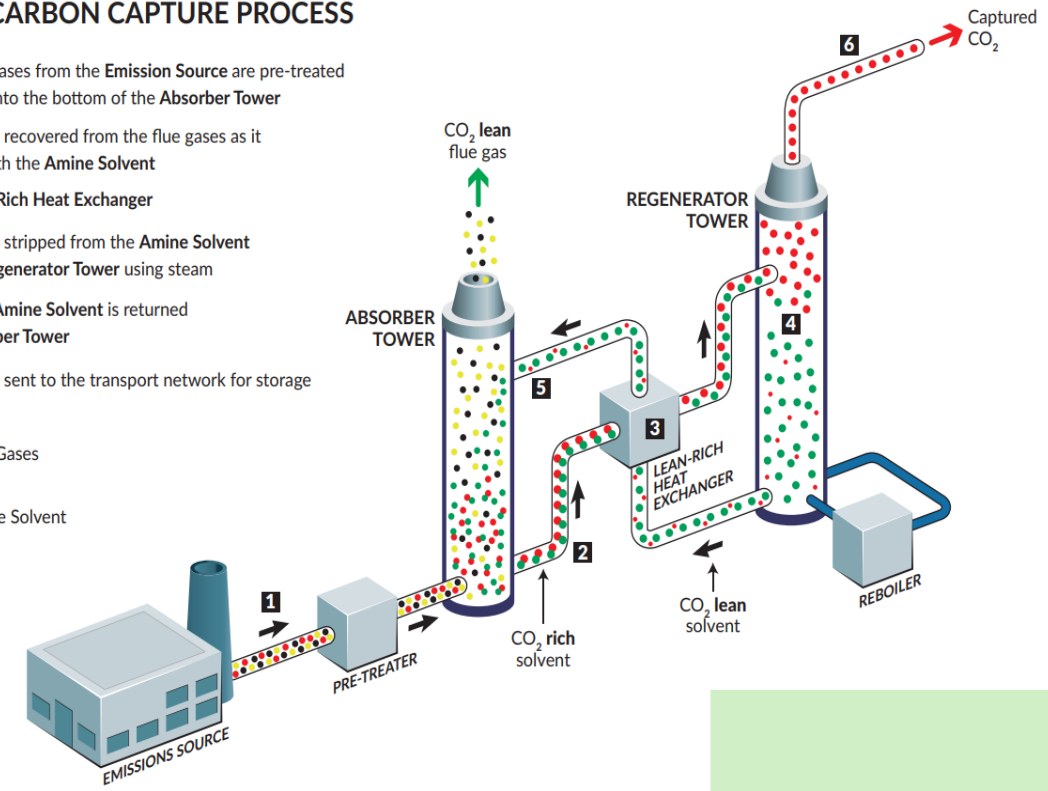 CARBON CAPTURE PROCESS
ases from the Emission Source are pre-treated
nto the bottom of the Absorber Tower
recovered from the flue gases as it
th the Amine Solvent
Rich Heat Exchanger
stripped from the Amine Solvent
generator Tower using steam
Amine Solvent is returned
ber Tower
sent to the transport network for storage
Gases
e Solvent
Captured
CO2
6
CO2 lean
flue gas
REGENERATOR
TOWER
ABSORBER
TOWER
4
5
3
LEAN-RICH
HEAT
EXCHANGER
2
REBOILER
1
CO2 lean
solvent
CO2 rich
solvent
PRE-TREATER
EMISSIONS SOURCE